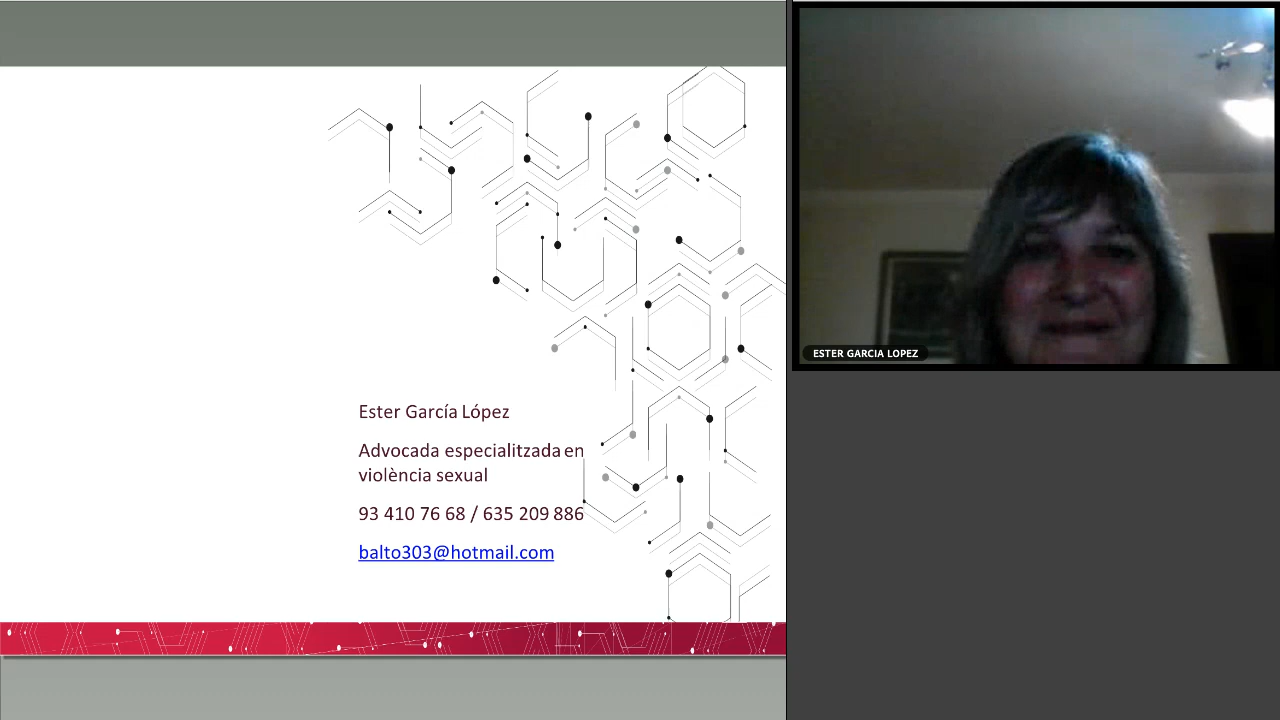 Ester García López
Advocada especialitzada en
violència sexual
93 410 76 68 / 635 209 886
balto303@hotmail.com
ESTER GARCIA LOPEZ